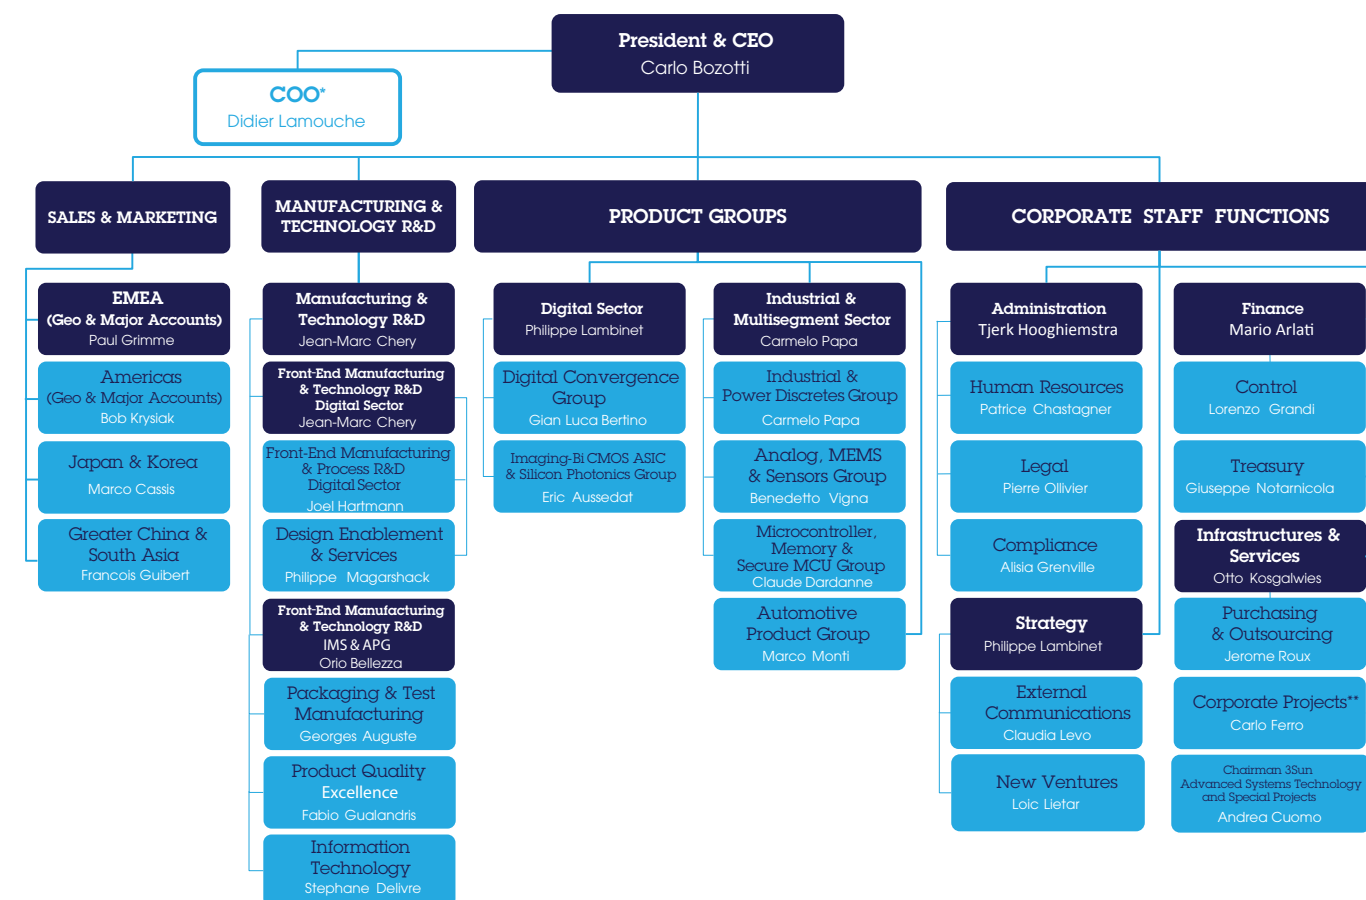 President & CEO
Carlo Bozotti
COO*
Didier Lamouche
SALES & MARKETING
MANUFACTURING &
TECHNOLOGY R&D
PRODUCT GROUPS
CORPORATE STAFF FUNCTIONS
EMEA
(Geo & Major Accounts)
Paul Grimme
Americas
(Geo & Major Accounts)
Bob Krysiak
Japan & Korea
Marco Cassis
Greater China &
South Asia
Francois Guibert
Manufacturing &
Technology R&D
Jean-Marc Chery
Front-End Manufacturing
& Technology R&D
Digital Sector
Jean-Marc Chery
Front-End Manufacturing
& Process R&D
Digital Sector
Joel Hartmann
Design Enablement
& Services
Philippe Magarshack
Front-End Manufacturing
& Technology R&D
IMS & APG
Orio Bellezza
Packaging & Test
Manufacturing
Georges Auguste
Product Quality
Excellence
Fabio Gualandris
Information
Technology
Stephane Delivre
Digital Sector
Philippe Lambinet
Digital Convergence
Group
Gian Luca Bertino
Imaging-Bi CMOS ASIC
& Silicon Photonics Group
Eric Aussedat
Industrial &
Multisegment Sector
Carmelo Papa
Industrial &
Power Discretes Group
Carmelo Papa
Analog, MEMS
& Sensors Group
Benedetto Vigna
Microcontroller,
Memory &
Secure MCU Group
Claude Dardanne
Automotive
Product Group
Marco Monti
Administration
Tjerk Hooghiemstra
Human Resources
Patrice Chastagner
Legal
Pierre Ollivier
Compliance
Alisia Grenville
Strategy
Philippe Lambinet
External
Communications
Claudia Levo
New Ventures
Loic Lietar
Finance
Mario Arlati
Control
Lorenzo Grandi
Treasury
Giuseppe Notarnicola
Infrastructures &
Services
Otto Kosgalwies
Purchasing
& Outsourcing
Jerome Roux
Corporate Projects**
Carlo Ferro
Chairman 3Sun
Advanced Systems Technology
and Special Projects
Andrea Cuomo